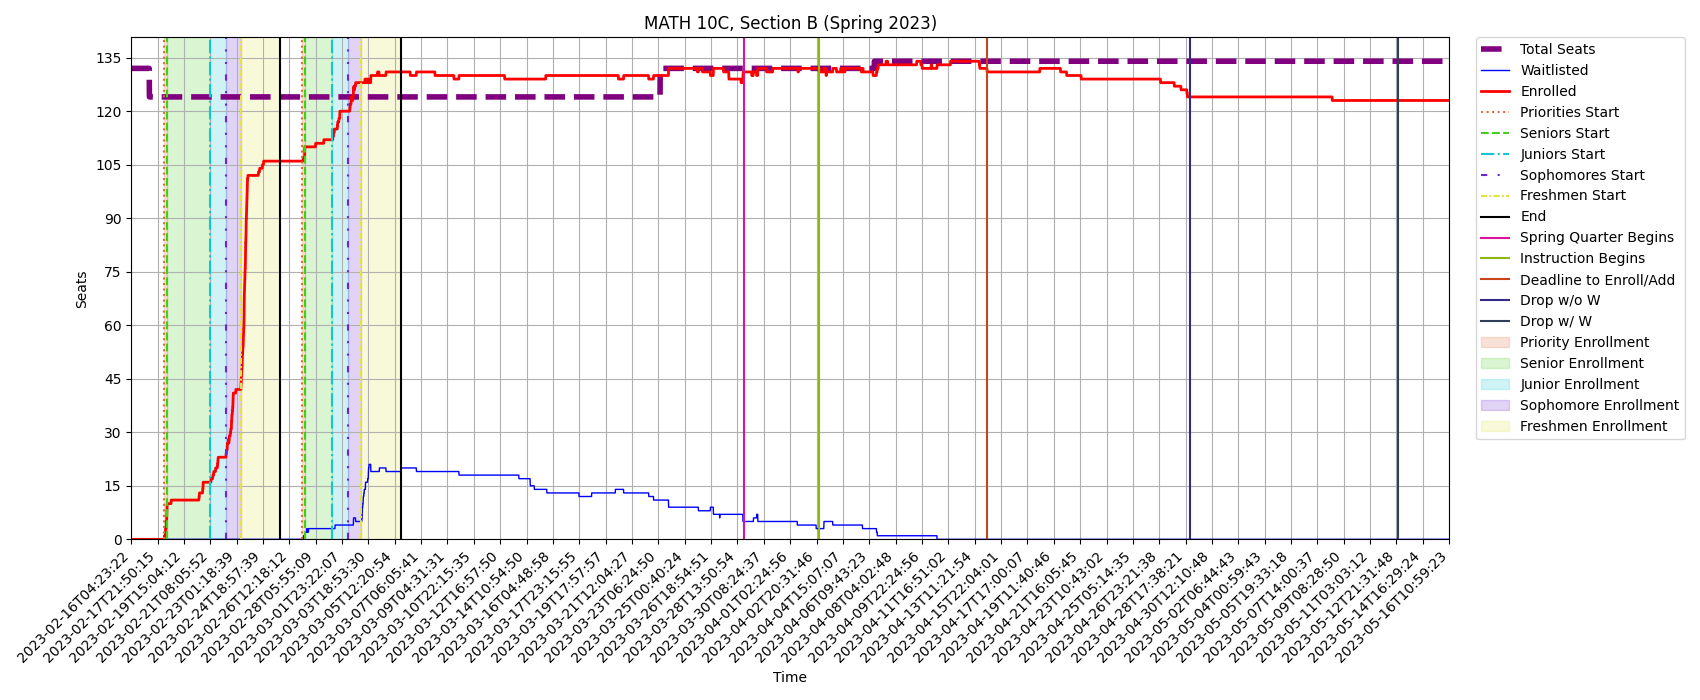 MATH 10C, Section B (Spring 2023)
Seats
135
120
105
90
75
60
45
30
15
0
2023-02-16T04:23:22
2023-02-17T21:50:15
2023-02-19T15:04:12
2023-02-21T08:05:52
2023-02-23T01:18:39
2023-02-24T18:57:39
2023-02-26T12:18:12
2023-02-28T05:55:09
2023-03-01T23:22:07
2023-03-03T18:53:30
2023-03-05T12:20:54
2023-03-07T06:05:41
2023-03-09T04:31:31
2023-03-10T22:15:35
2023-03-12T16:57:50
2023-03-14T10:54:50
2023-03-16T04:48:58
2023-03-17T23:15:55
2023-03-19T17:57:57
2023-03-21T12:04:27
2023-03-23T06:24:50
2023-03-25T00:40:24
2023-03-26T18:54:51
2023-03-28T13:50:54
2023-03-30T08:24:37
2023-04-01T02:24:56
2023-04-02T20:31:46
2023-04-04T15:07:07
2023-04-06T09:43:23
2023-04-08T04:02:48
2023-04-09T22:24:56
2023-04-11T16:51:02
2023-04-13T11:21:54
2023-04-15T22:04:01
2023-04-17T17:00:07
2023-04-19T11:40:46
2023-04-21T16:05:45
2023-04-23T10:43:02
2023-04-25T05:14:35
2023-04-26T23:21:38
2023-04-28T17:38:21
2023-04-30T12:10:48
2023-05-02T06:44:43
2023-05-04T00:59:43
2023-05-05T19:33:18
2023-05-07T14:00:37
2023-05-09T08:28:50
2023-05-11T03:03:12
2023-05-12T21:31:48
2023-05-14T16:29:24
2023-05-16T10:59:23
Time
Total Seats
Waitlisted
Enrolled
Priorities Start
Seniors Start
Juniors Start
Sophomores Start
Freshmen Start
End
Spring Quarter Begins
Instruction Begins
Deadline to Enroll/Add
Drop w/o W
Drop w/ W
Priority Enrollment
Senior Enrollment
Junior Enrollment
Sophomore Enrollment
Freshmen Enrollment